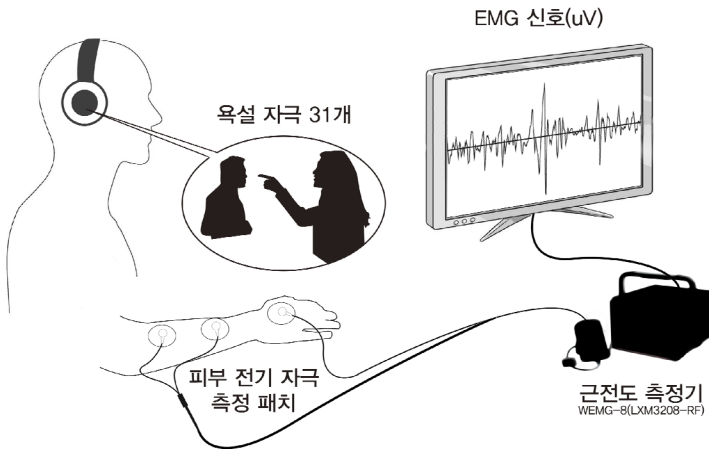 EMG 신호(uV)
욕설 자극 31개
피부 전기 자극
측정 패치
근전도 측정기
WEMG-8(LXM3208-RF)